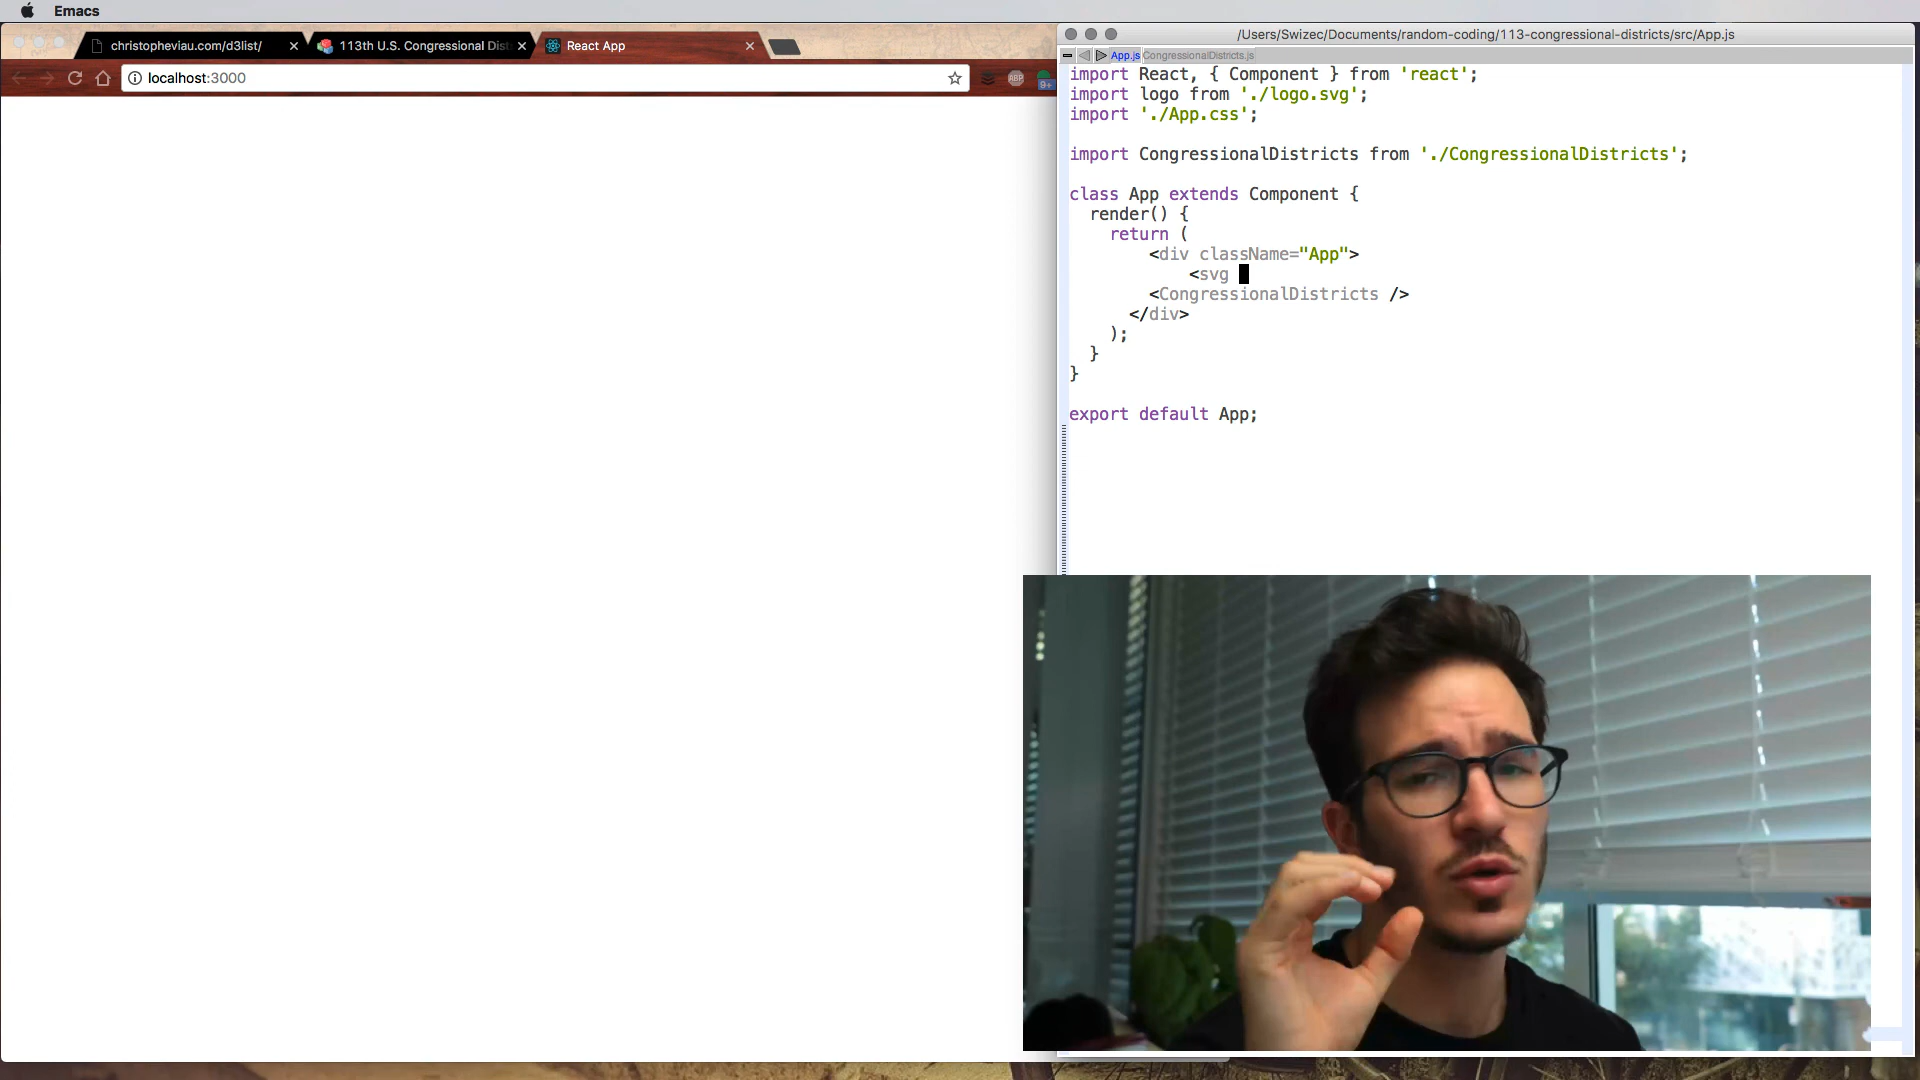 Emacs
christopheviau.com/d3list/
113th U.S. Congressional Dist
React App
localhost:3000
ABP
9+
/Users/Swizec/Documents/random-coding/113-congressional-districts/src/App.js
App.js CongressionalDistricts.js
import React, { Component } from 'react';
import logo from './logo.svg';
import './App.css';
import CongressionalDistricts from './CongressionalDistricts';
class App extends Component {
render() {
return (
<div className="App">
<svg
<CongressionalDistricts />
</div>
);
}
}
export default App;